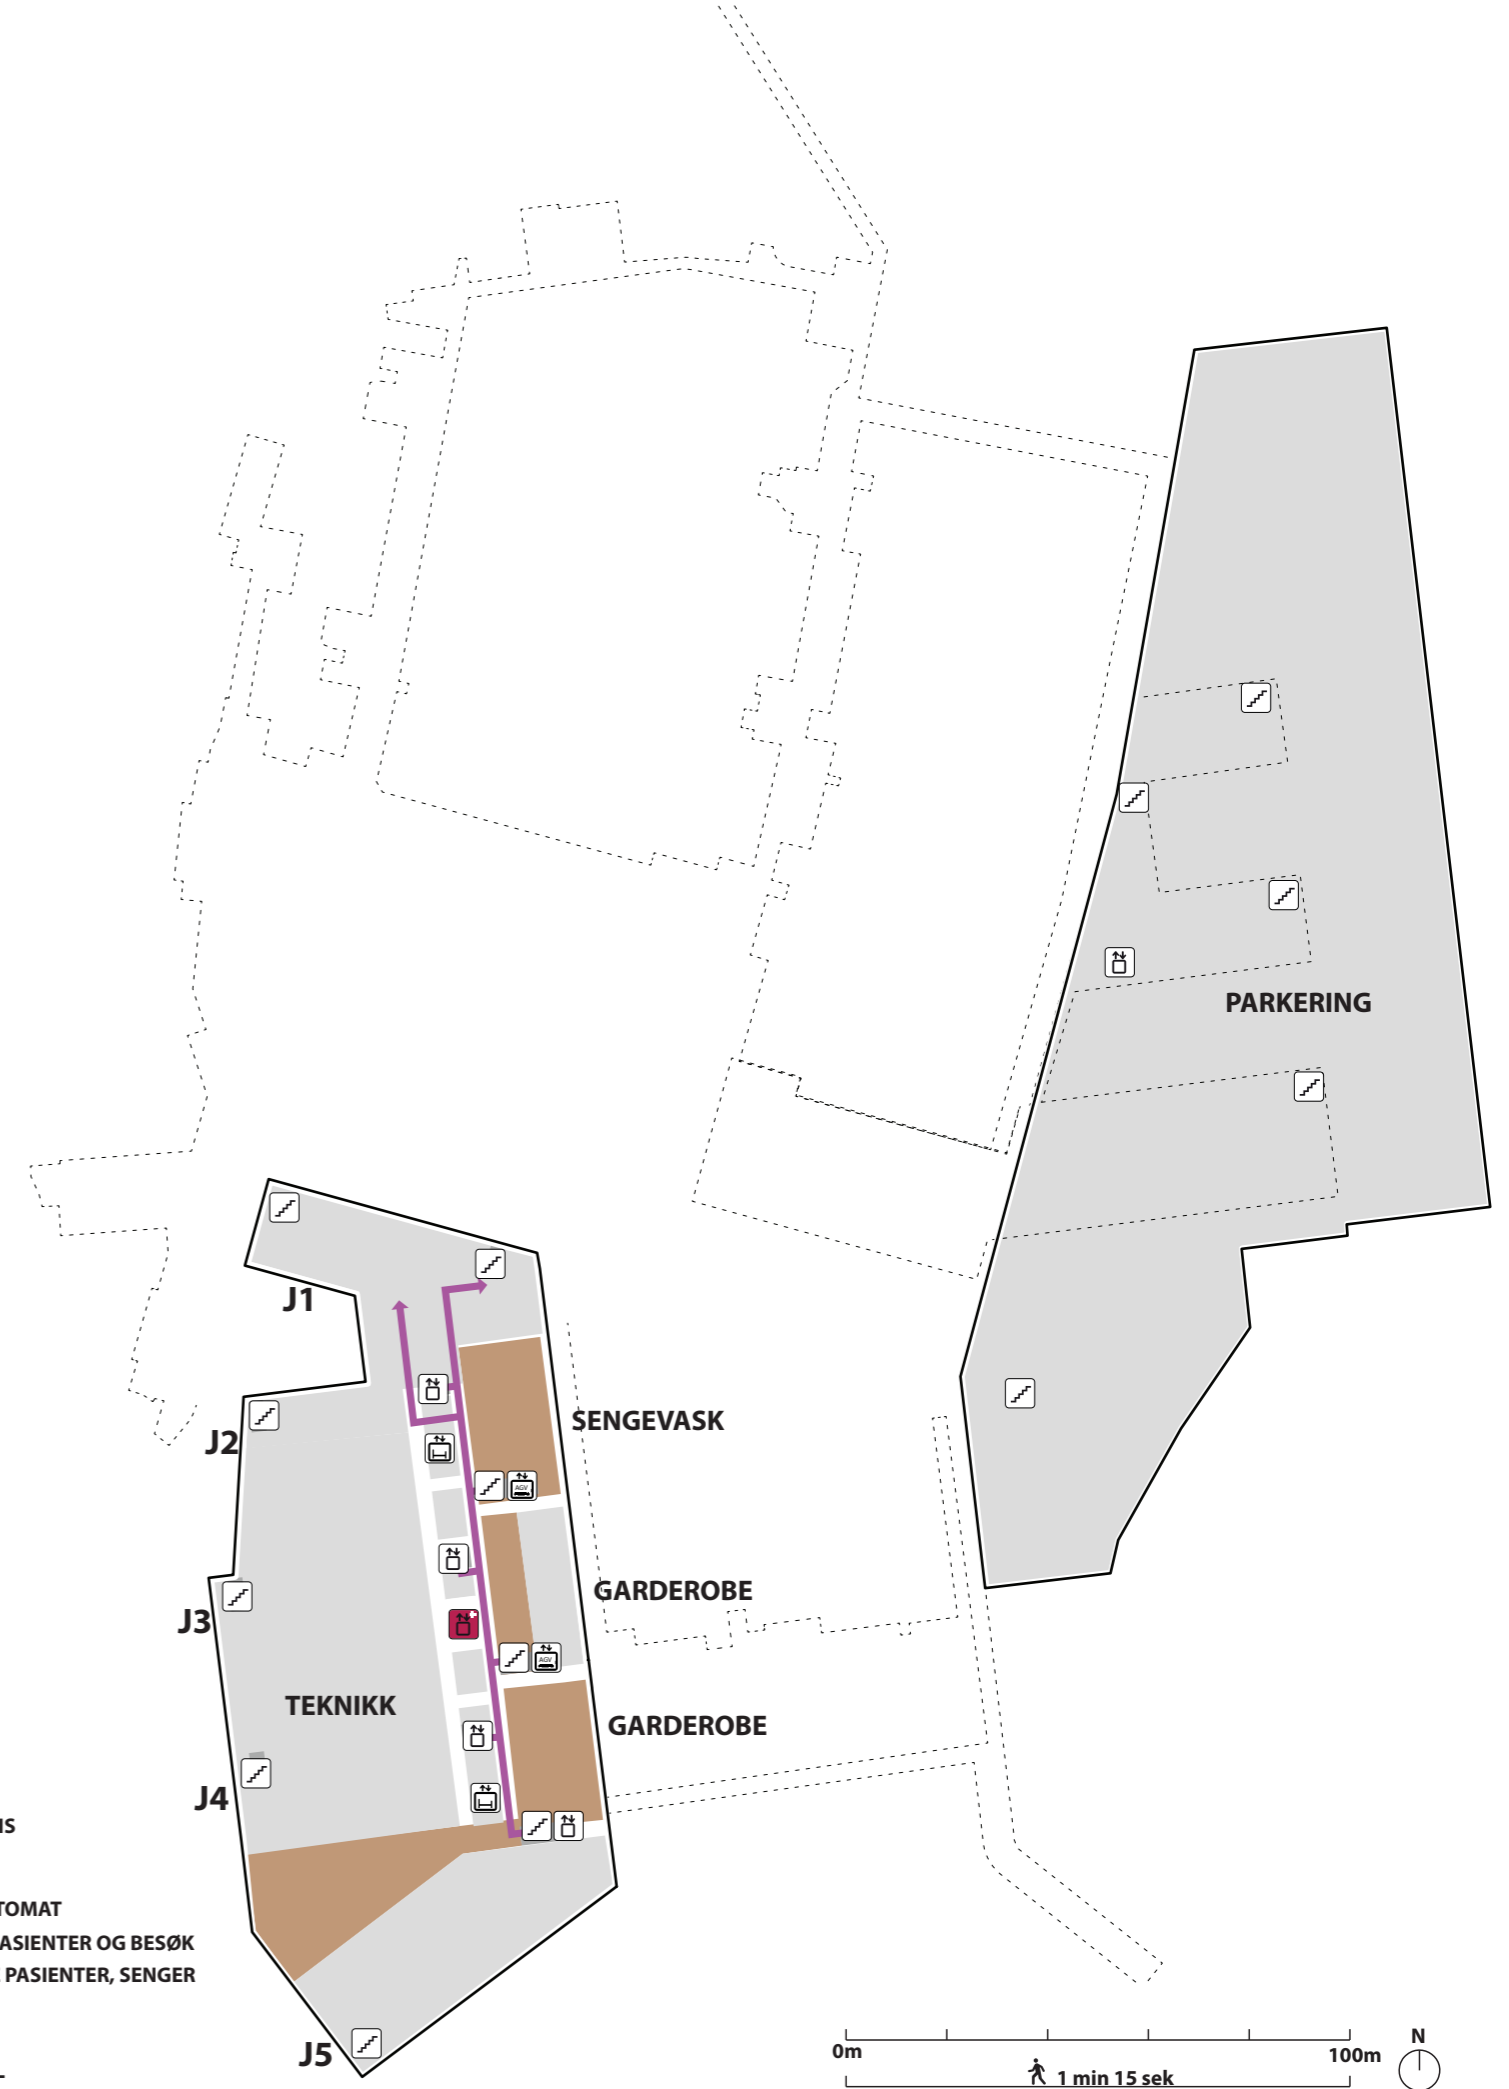 PARKERING
J1
SENGEVASK
J2
GARDEROBE
J3
TEKNIKK
GARDEROBE
J4
IS
TOMAT
ASIENTER OG BESØK
PASIENTER, SENGER
J5
AGV
AGV
N
0m
100m
1 min 15 sek